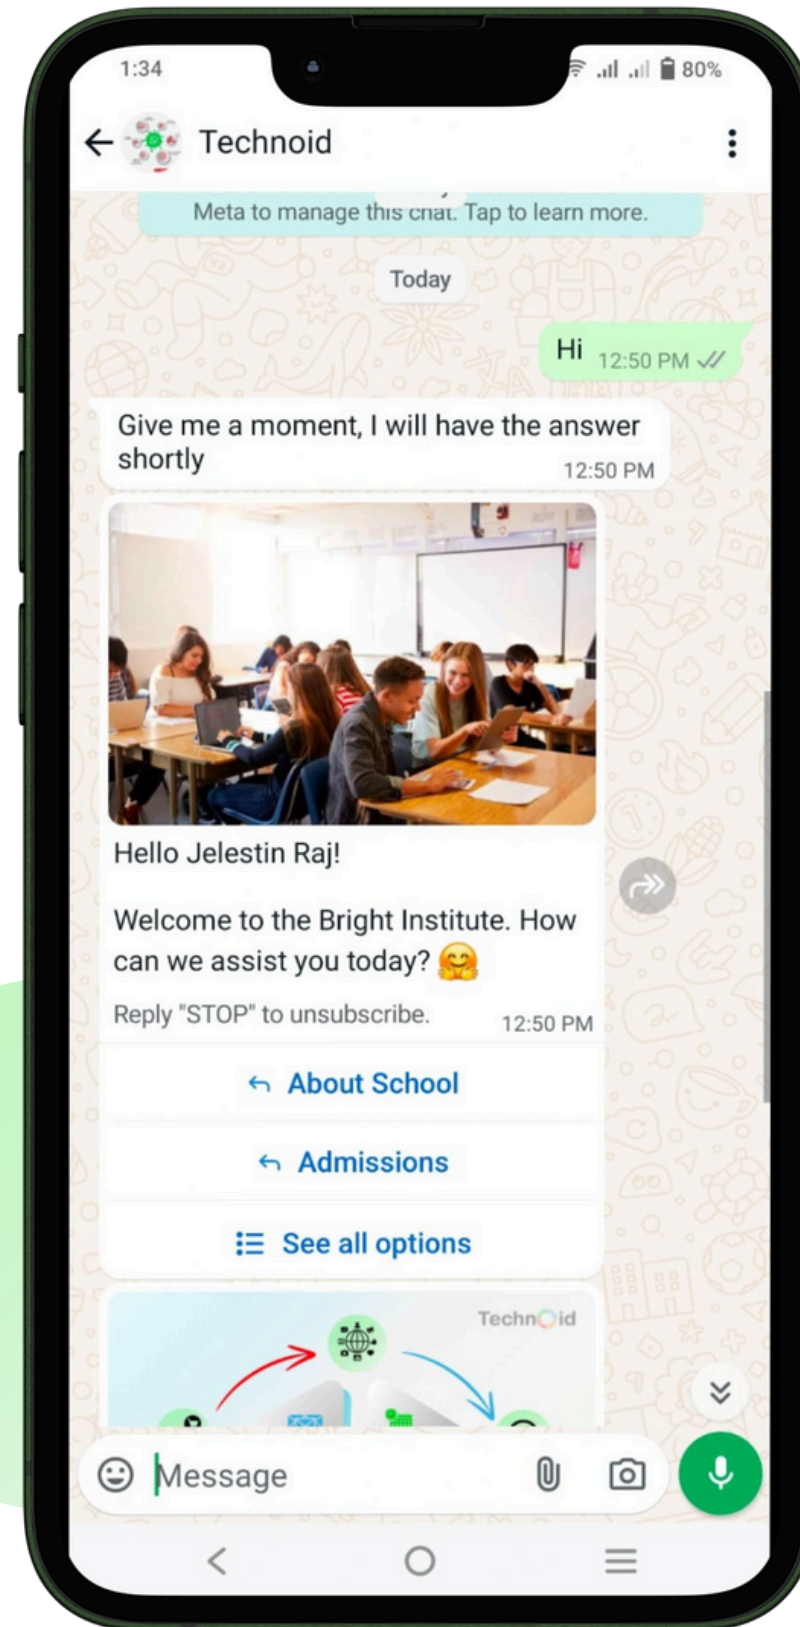 1:34
80%
Technoid
Meta to manage this chat. Tap to learn more.
Today
Hi 12:50 PM
Give me a moment, I will have the answer
shortly
12:50 PM
Hello Jelestin Raj!
Welcome to the Bright Institute. How
can we assist you today? 🤗
Reply "STOP" to unsubscribe.
12:50 PM
About School
Admissions
See all options
Technoid
Message